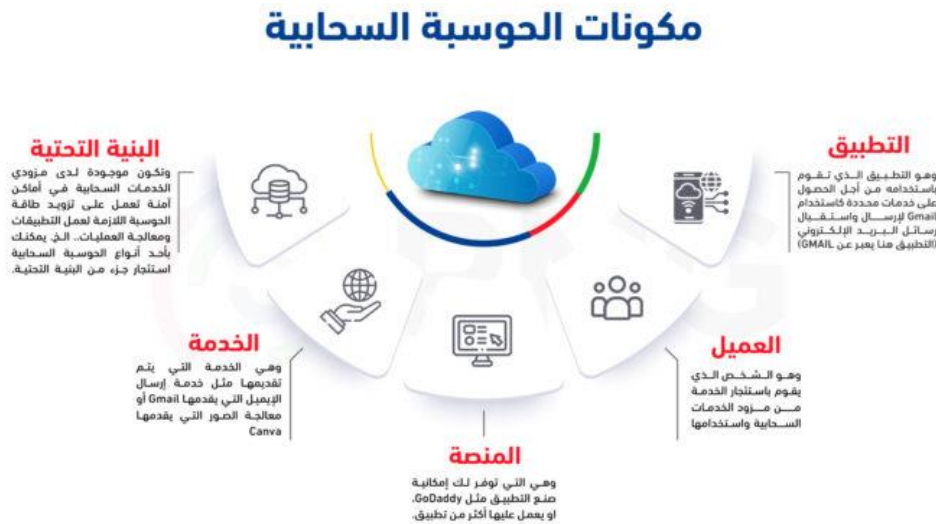 مكونات الحوسبة السحابية
التطبيق
وهو التطبيق الذي تقوم
باستخدامه من أجل الحصول
على خدمات محددة كاستخدام
Gmail لإرسال واستقبال
رسائل البريد الإلكتروني
(التطبيق هنا يعبر عن GMAIL)
العميل
وهو الشخص الذي
يقوم باستئجار الخدمة
من مزود الخدمات
السحابية واستخدامها
المنصة
وهي التي توفر لك إمكانية
صنع التطبيق مثل GoDaddy،
او يعمل عليها أكثر من تطبيق.
الخدمة
وهي الخدمة التي يتم
تقديمها مثل خدمة إرسال
الإيميل التي يقدمها Gmail أو
معالجة الصور التي يقدمها
Canva
البنية التحتية
وتكون موجودة لدى مزودي
الخدمات السحابية في أماكن
آمنة تعمل على تزويد طاقة
الحوسبة اللازمة لعمل التطبيقات
ومعالجة العمليات.. الخ. يمكنك
بأحد أنواع الحوسبة السحابية
استئجار جزء من البنية التحتية.